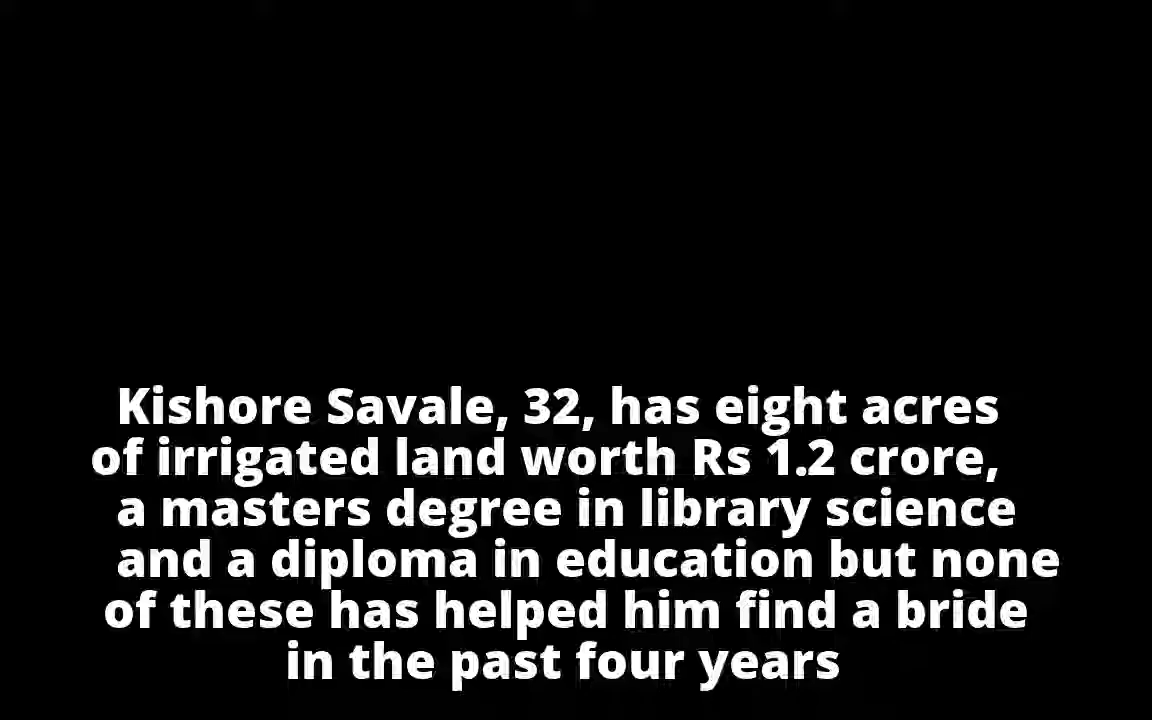 Kishore Savale, 32, has eight acres
of irrigated land worth Rs 1.2 crore,
a masters degree in library science
and a diploma in education but none
of these has helped him find a bride
in the past four years